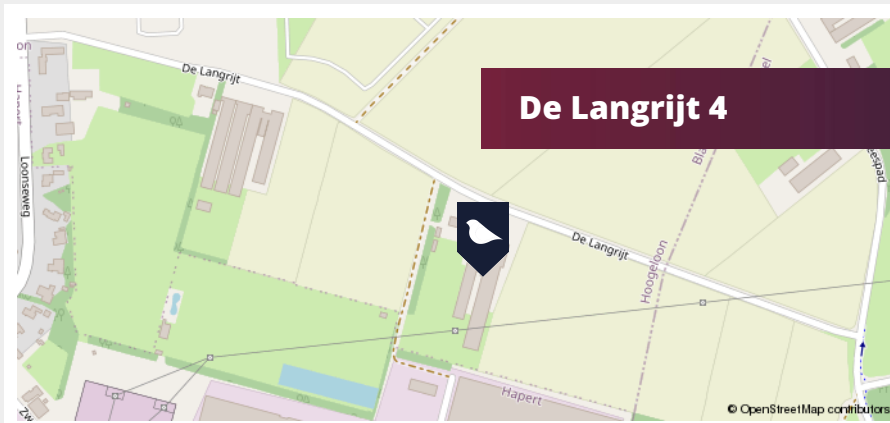 De Langrijt
De Langrijt 4
Loonseweg
De Langrijt
Hoogeloon
Hapert
© OpenStreetMap contributors